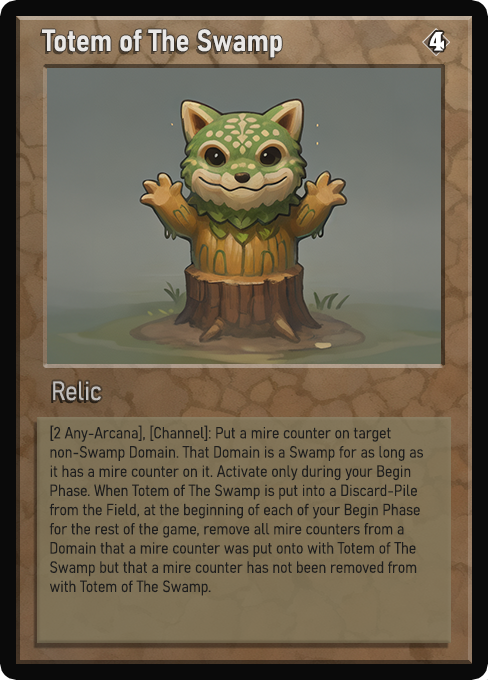 Totem of The Swamp
4
Relic
[2 Any-Arcana], [Channel]: Put a mire counter on target
non-Swamp Domain. That Domain is a Swamp for as long as
it has a mire counter on it. Activate only during your Begin
Phase. When Totem of The Swamp is put into a Discard-Pile
from the Field, at the beginning of each of your Begin Phase
for the rest of the game, remove all mire counters from a
Domain that a mire counter was put onto with Totem of The
Swamp but that a mire counter has not been removed from
with Totem of The Swamp.